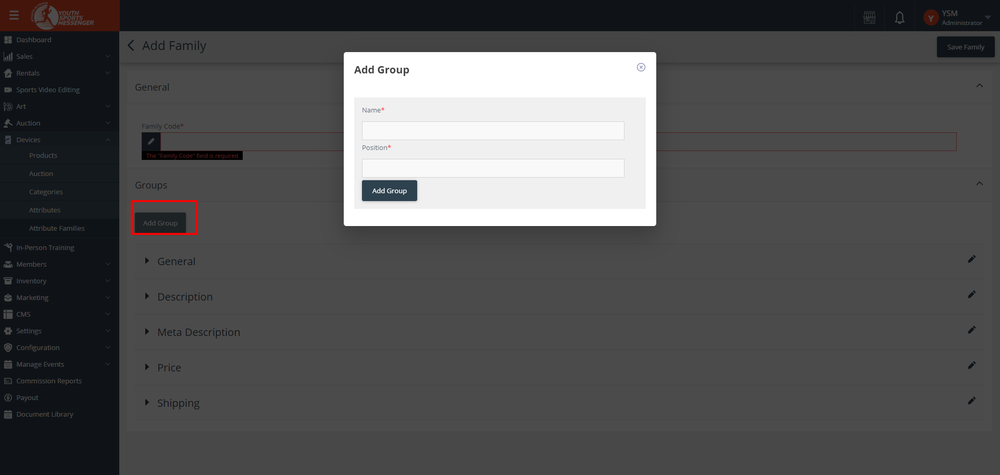 ATHLETE IS DEVICE
YOUTH
SPORTS
MESSENGER
Y
YSM
Administrator
Dashboard
Sales
Rentals
Sports Video Editing
Art
Auction
Devices
Products
Auction
Categories
Attributes
Attribute Families
In-Person Training
Members
Inventory
Marketing
CMS
Settings
Configuration
Manage Events
Commission Reports
Payout
Document Library
Add Family
Save Family
General
Family Code*
The "Family Code" field is required
Groups
Add Group
General
Description
Meta Description
Price
Shipping
Add Group
Name*
Position*
Add Group